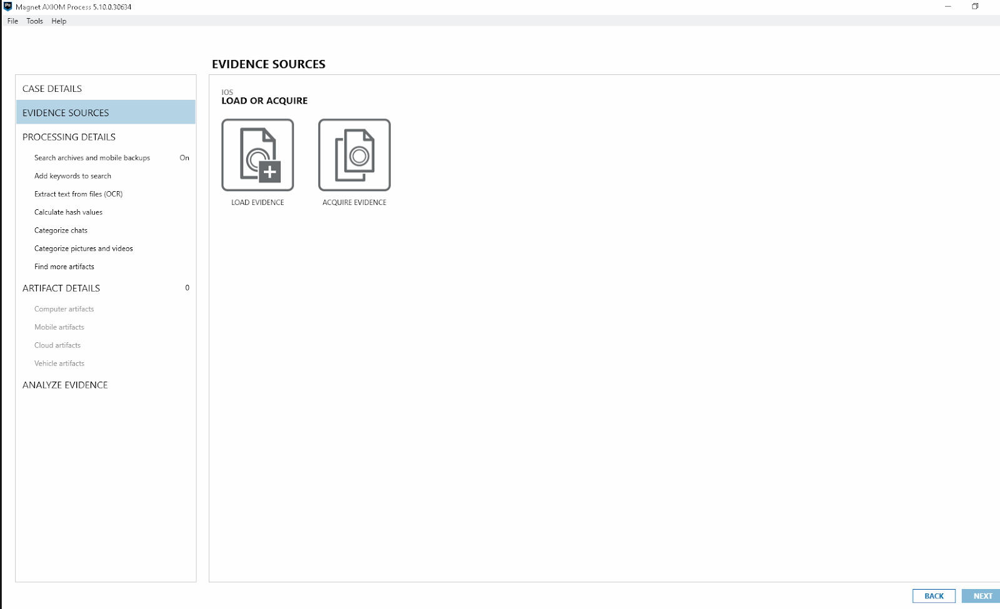 Magnet AXIOM Process 5.10.0.30634
File Tools Help
EVIDENCE SOURCES
CASE DETAILS
EVIDENCE SOURCES
PROCESSING DETAILS
Search archives and mobile backups On
Add keywords to search
Extract text from files (OCR)
Calculate hash values
Categorize chats
Categorize pictures and videos
Find more artifacts
ARTIFACT DETAILS 0
Computer artifacts
Mobile artifacts
Cloud artifacts
Vehicle artifacts
ANALYZE EVIDENCE
IOS
LOAD OR ACQUIRE
LOAD EVIDENCE
ACQUIRE EVIDENCE
BACK
NEXT